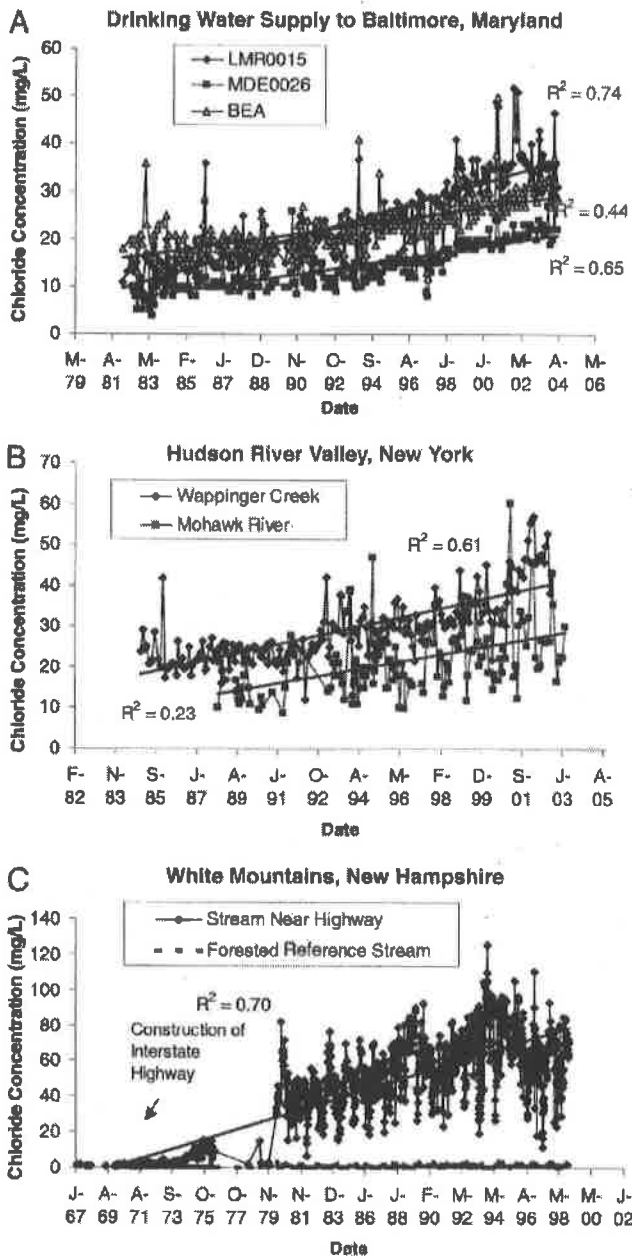 A
Drinking Water Supply to Baltimore, Maryland
Chloride Concentration (mg/L)
60
50
40
30
20
10
0
LMR0015
MDE0026
BEA
R² = 0.74
R² = 0.44
R² = 0.65
M- A- M- F- J- D- N- O- S- A- J- M- A- M-
79 81 83 85 87 88 90 92 94 96 00 02 04 06
Date
B
Hudson River Valley, New York
Chloride Concentration (mg/L)
70
60
50
40
30
20
10
0
Wappinger Creek
Mohawk River
R² = 0.61
R² = 0.23
F- N- S- J- A- J- O- A- M- A- D- S- J- A-
82 83 85 87 89 91 92 94 96 98 99 01 03 05
Date
C
White Mountains, New Hampshire
Chloride Concentration (mg/L)
140
120
100
80
60
40
20
0
Stream Near Highway
Forested Reference Stream
R² = 0.70
Construction of
Interstate
Highway
J- A- A- S- O- O- N- J- A- D- J- F- M- M- M- M- J- J-
67 69 71 73 75 77 79 81 83 86 88 90 92 94 96 98 00 02
Date